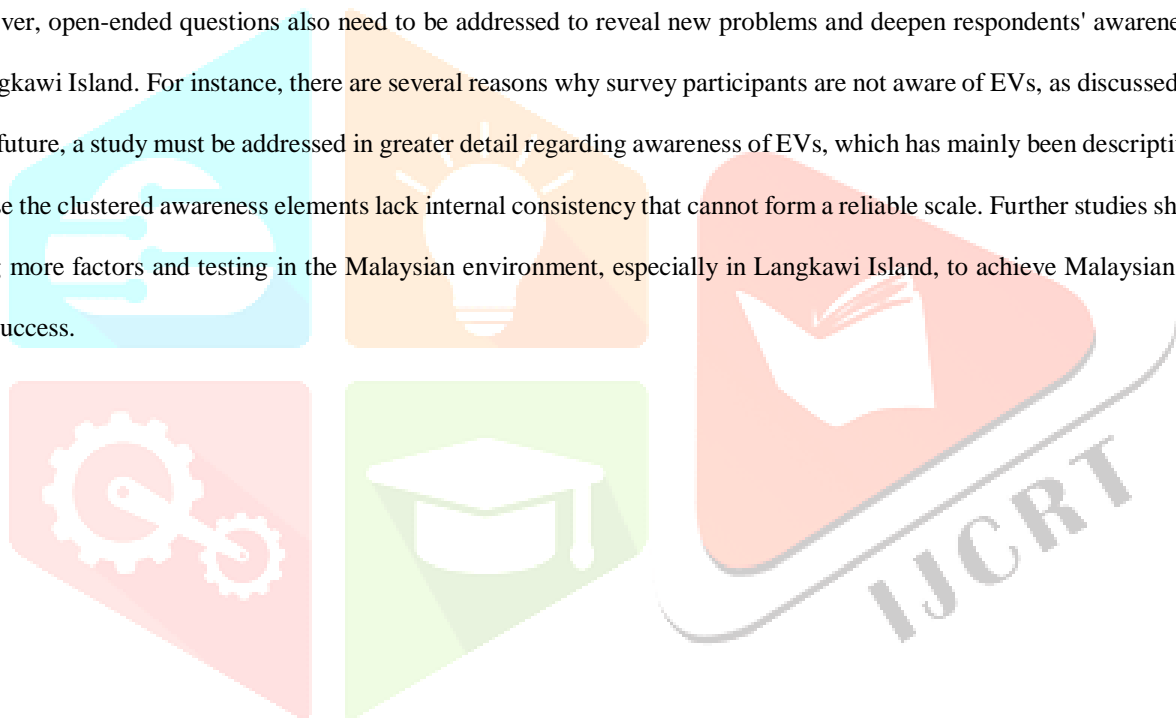 ver, open-ended questions also need to be addressed to reveal new problems and deepen respondents' awarene
gkawi Island. For instance, there are several reasons why survey participants are not aware of EVs, as discussed
future, a study must be addressed in greater detail regarding awareness of EVs, which has mainly been descripti
e the clustered awareness elements lack internal consistency that cannot form a reliable scale. Further studies sh
g more factors and testing in the Malaysian environment, especially in Langkawi Island, to achieve Malaysian
uccess.
IJCRT